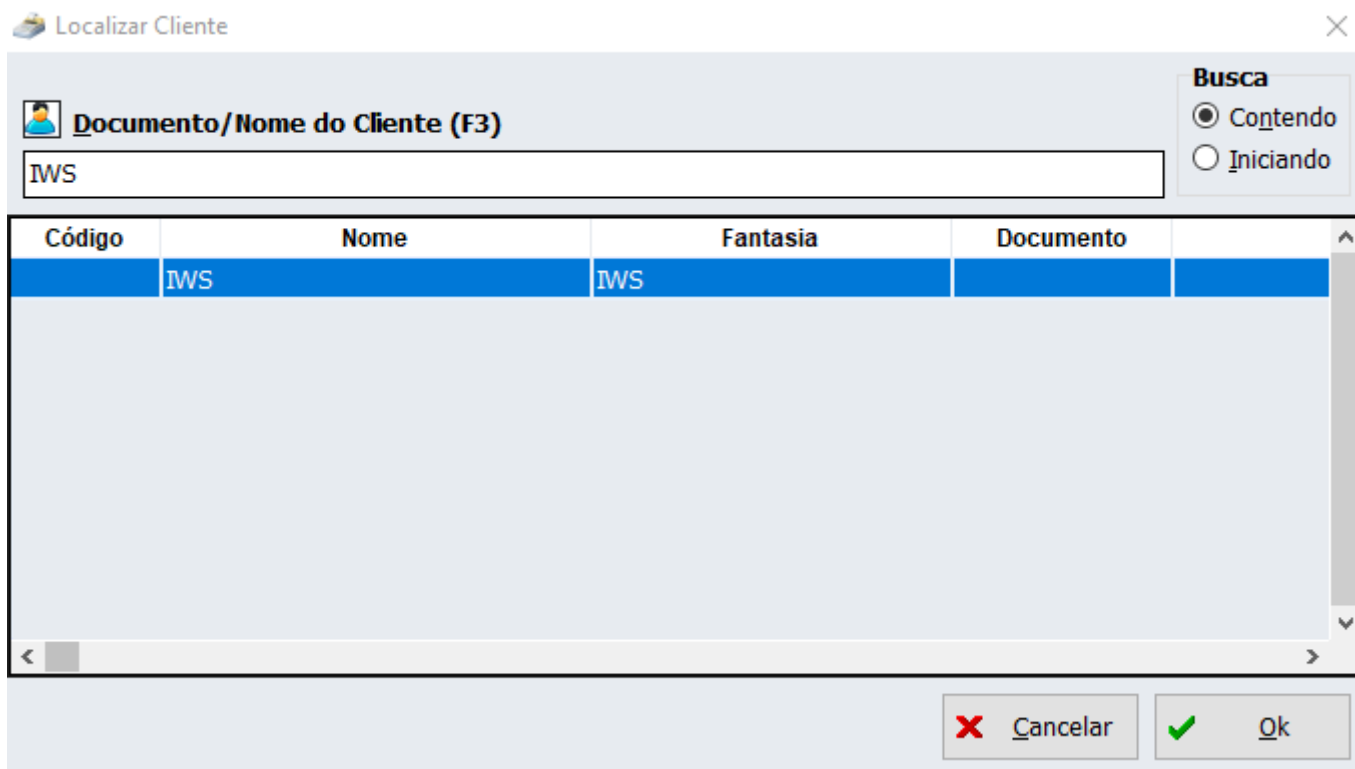 Localizar Cliente
Busca
Documento/Nome do Cliente (F3)
Contendo
IWS
Iniciando
Código Nome Fantasia Documento
IWS IWS
Cancelar Ok